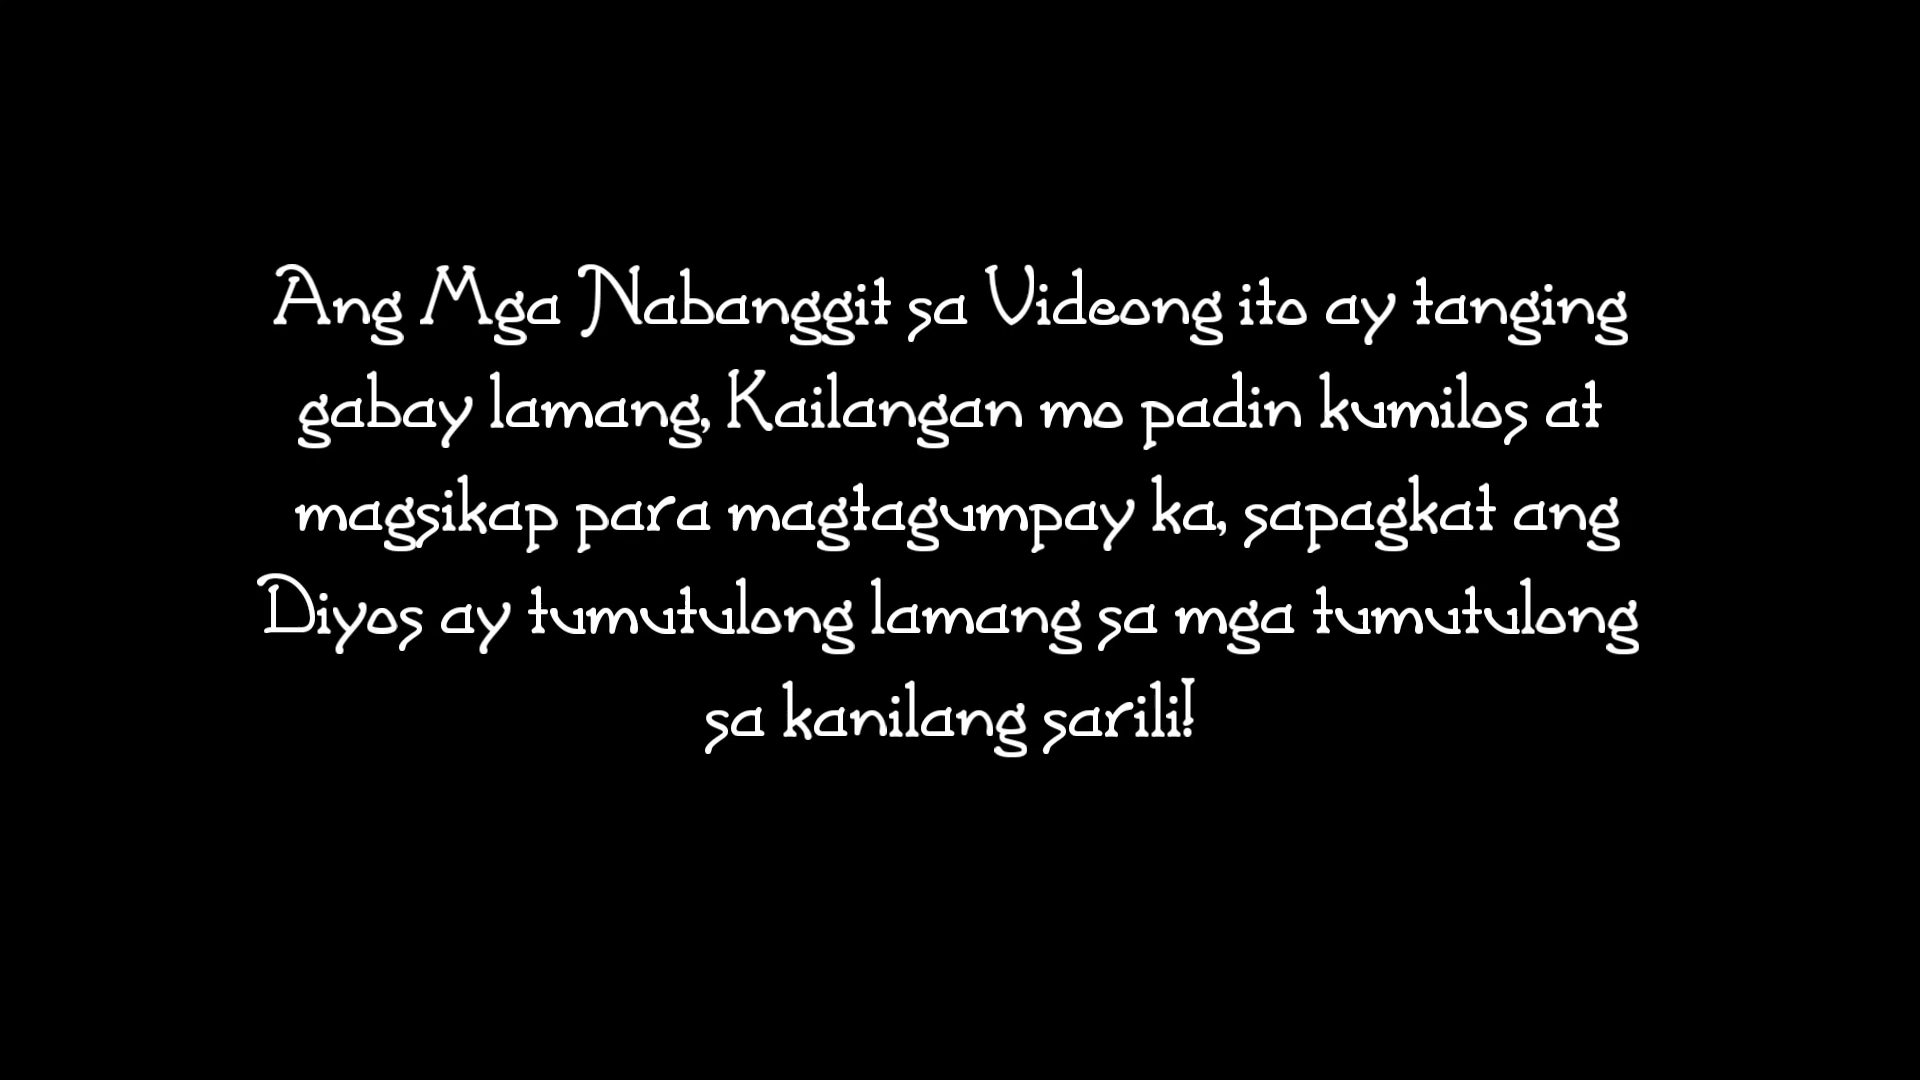 Ang Mga Nabanggit sa Videong ito ay tanging
gabay lamang, Kailangan mo padin kumilos at
magsikap para magtagumpay ka, sapagkat ang
Diyos ay tumutulong lamang sa mga tumutulong
sa kanilang sarili!